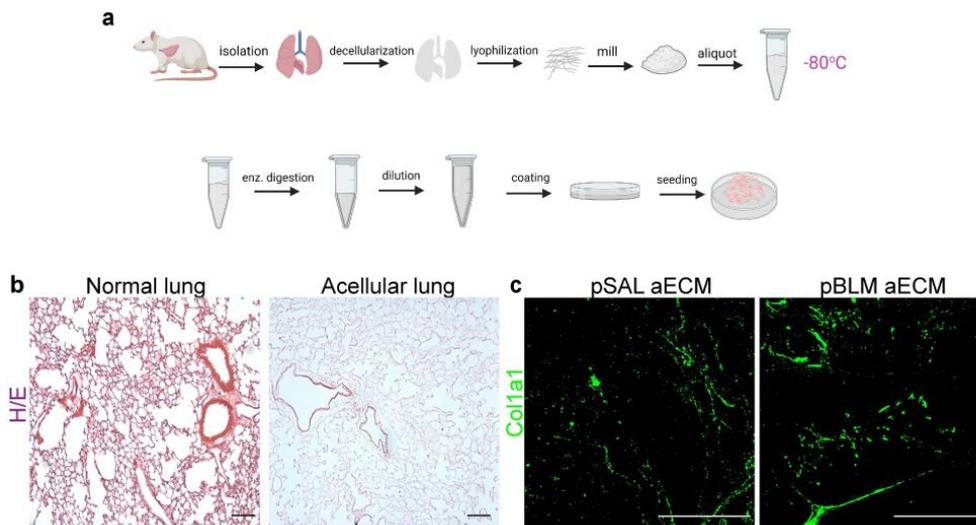 a
isolation decellularization lyophilization mill aliquot -80°C
enz. digestion dilution coating seeding
b Normal lung Acellular lung c pSAL aECM pBLM aECM
H/E
Col1a1